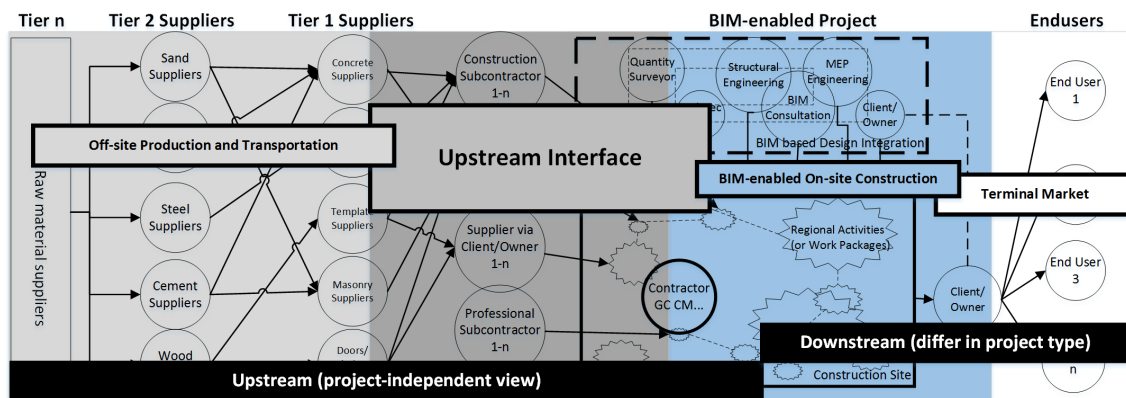 Tier n
Tier 2 Suppliers
Tier 1 Suppliers
BIM-enabled Project
Endusers
Raw material suppliers
Sand
Suppliers
Steel
Suppliers
Cement
Suppliers
Wood
Concrete
Suppliers
Template
Suppliers
Masonry
Suppliers
Doors/
Off-site Production and Transportation
Construction
Subcontractor
1-n
Upstream Interface
Supplier via
Client/Owner
1-n
Professional
Subcontractor
1-n
Quantity
Surveyor
Structural
Engineering
MEP
Engineering
BIM
Consultation
Client/
Owner
BIM based Design Integration
BIM-enabled On-site Construction
Regional Activities
(or Work Packages)
Contractor
GC CM...
Construction Site
Client/
Owner
End User
1
Terminal Market
End User
3
n
Downstream (differ in project type)
Upstream (project-independent view)